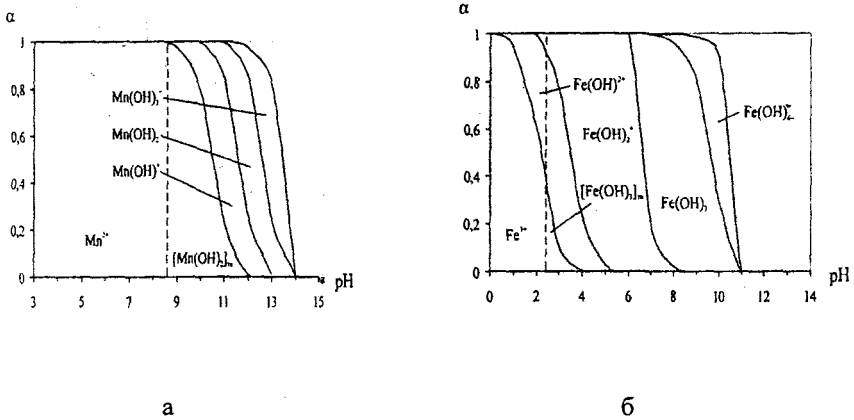 α
1
0,8
0,6
0,4
0,2
0
Mn(OH)₃⁻
Mn(OH)₂
Mn(OH)⁺
Mn²⁺
[Mn(OH)₂]ₘ
3 5 7 9 11 13 15 pH
а
α
1
0,8
0,6
0,4
0,2
0
Fe(OH)²⁺
Fe(OH)₂⁺
[Fe(OH)₃]ₘ
Fe³⁺
Fe(OH)₃
0 2 4 6 8 10 12 14 pH
б